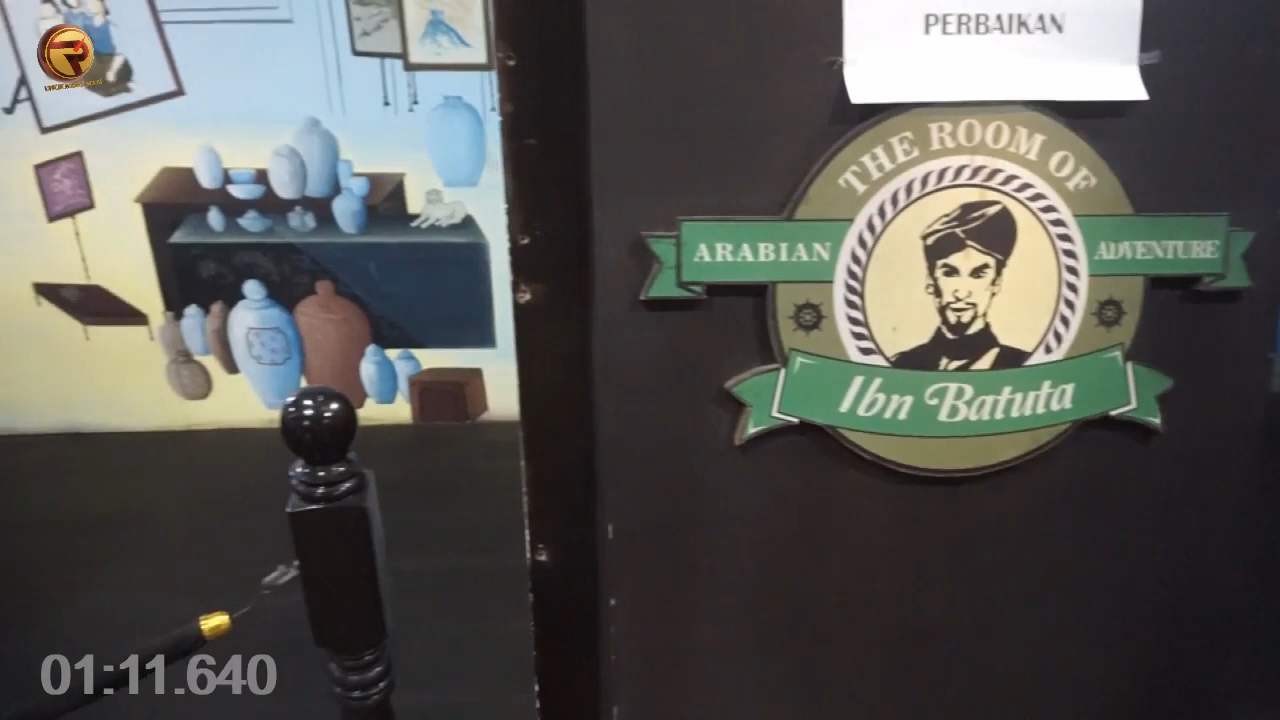 PERBAIKAN
THE ROOM OF
ARABIAN ADVENTURE
Ibn Batuta
01:11.640